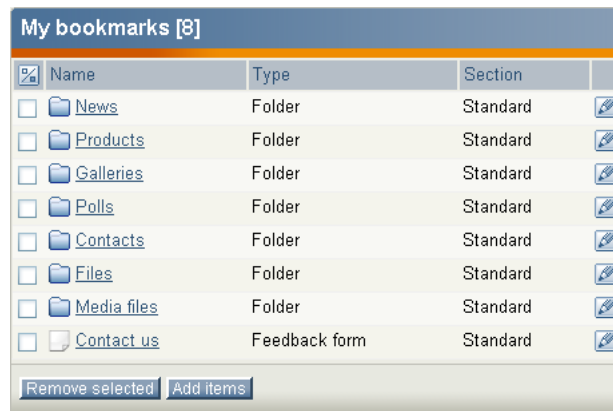 My bookmarks [8]
Name Type Section
News Folder Standard
Products Folder Standard
Galleries Folder Standard
Polls Folder Standard
Contacts Folder Standard
Files Folder Standard
Media files Folder Standard
Contact us Feedback form Standard
Remove selected Add items